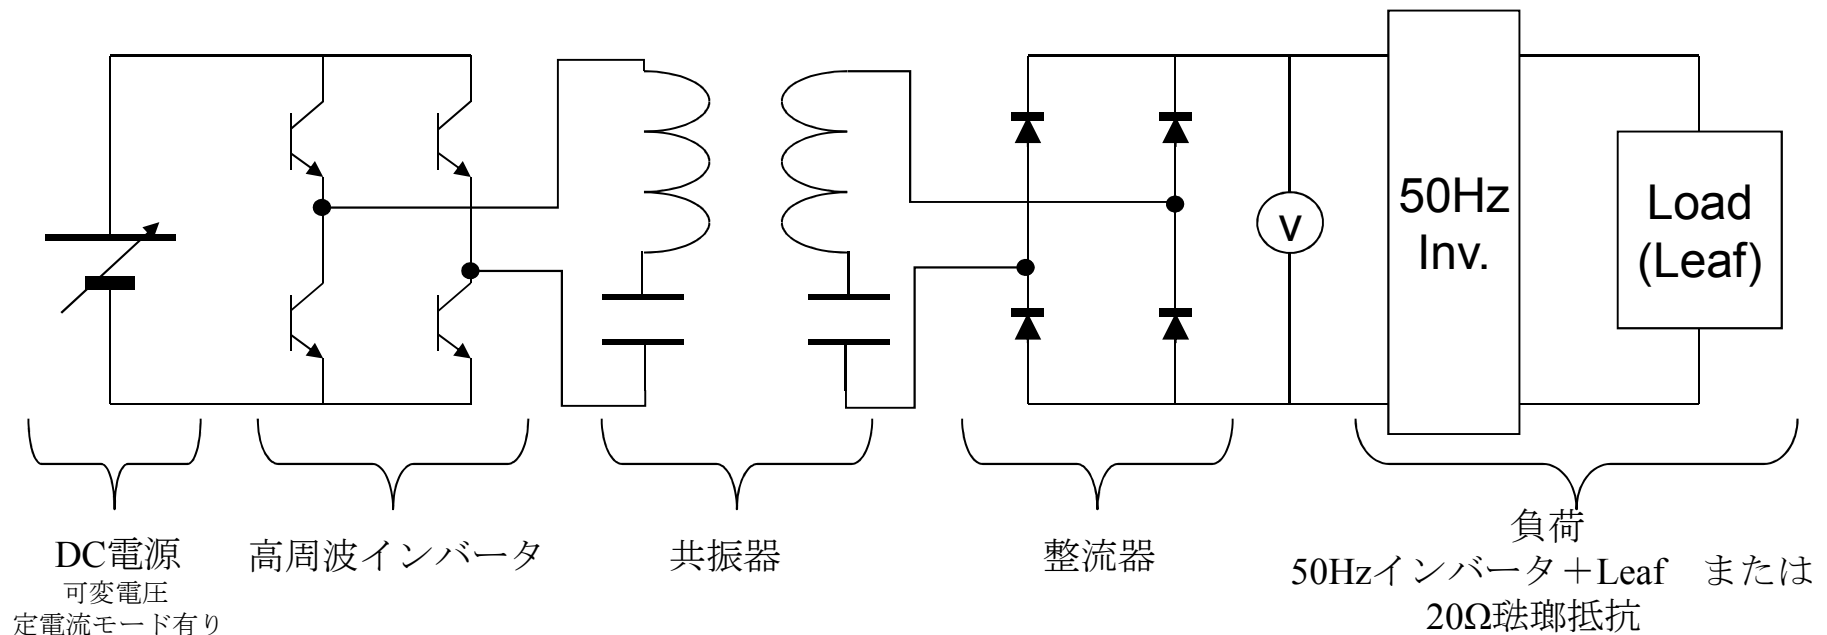 50Hz
Inv.
Load
(Leaf)
V
DC電源
可変電圧
定電流モード有り
高周波インバータ
共振器
整流器
負荷
50Hzインバータ＋Leaf　または
20Ω琺瑯抵抗